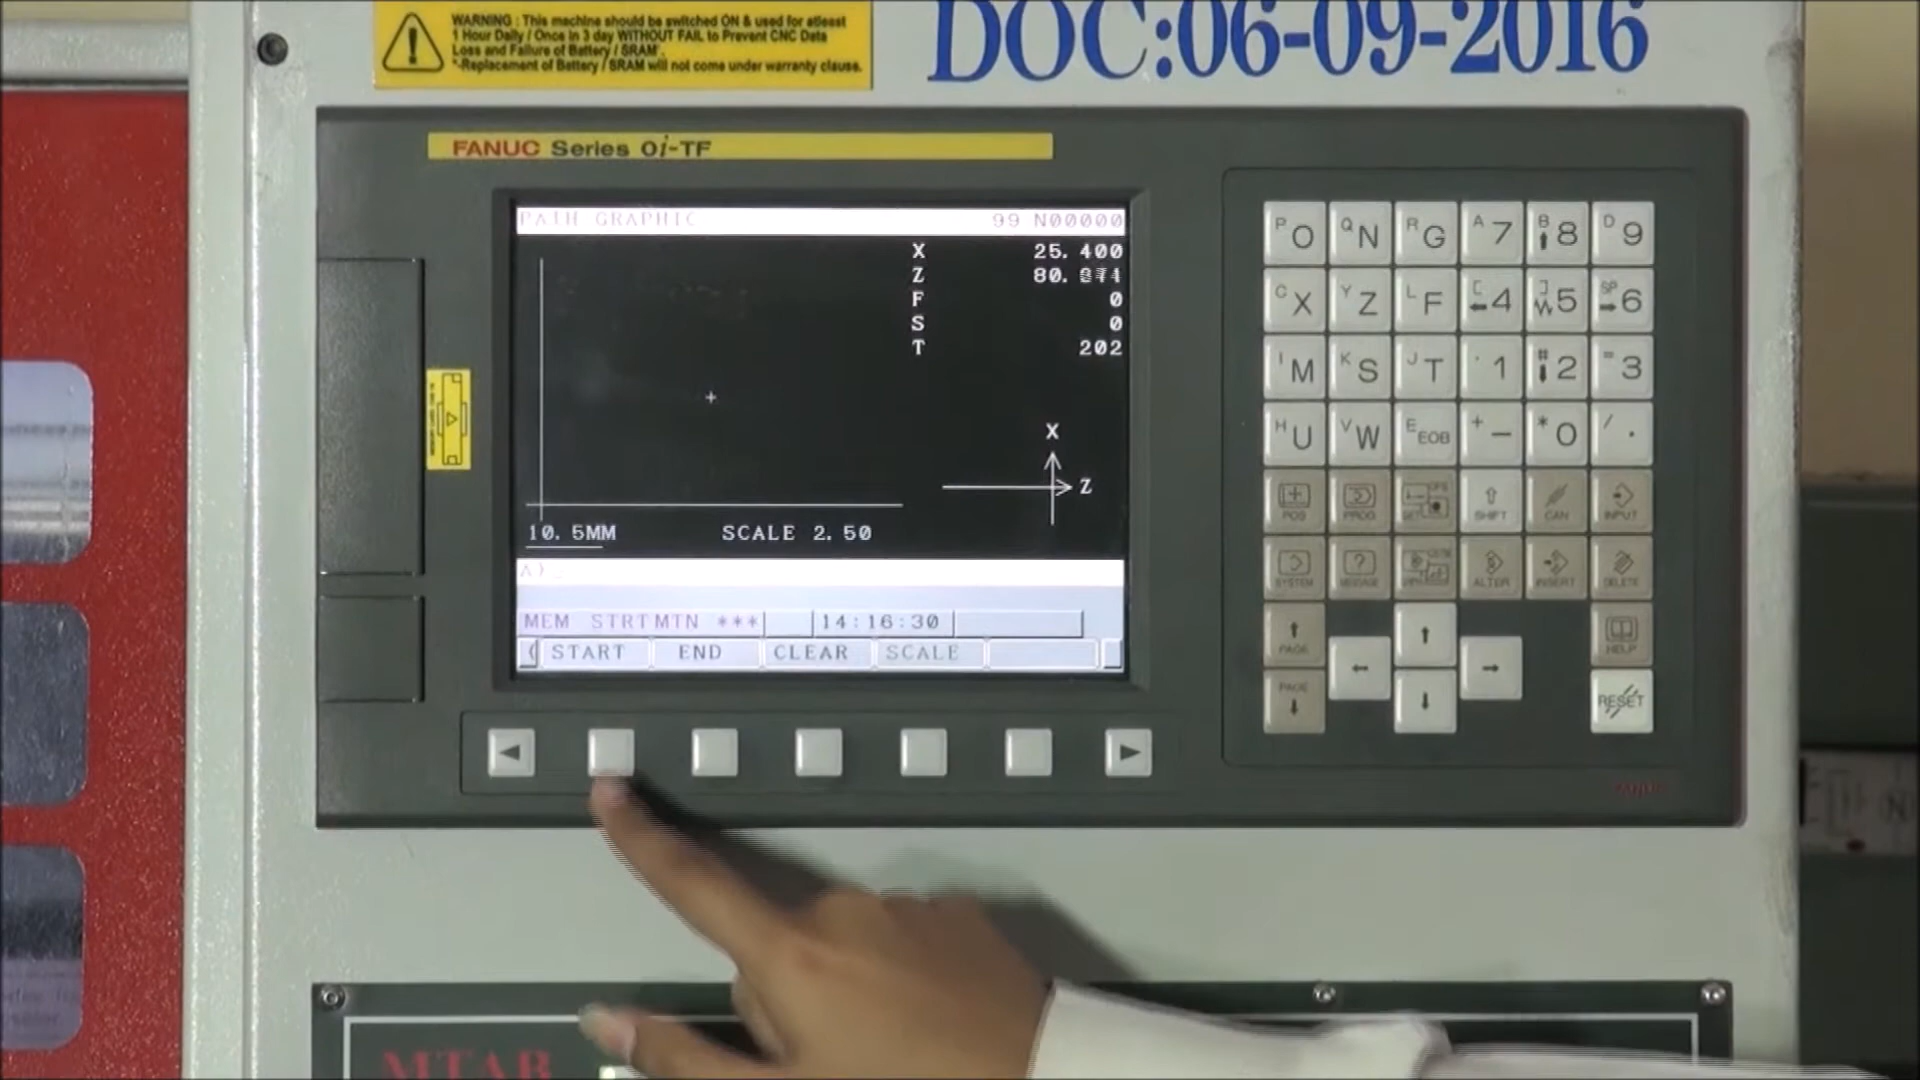 WARNING : This machine should be switched ON & used for atleast
1 Hour Daily / Once in 3 day WITHOUT FAIL to Prevent CNC Data
Loss and Failure of Battery / SRAM'.
*-Replacement of Battery / SRAM will not come under warranty clause.
DOC:06-09-2016
FANUC Series 0i-TF
PATH GRAPHIC
99 N00000
X 25.400
Z 80.
F 0
S 0
T 202
X
Z
10.5MM
SCALE 2.50
A)_
MEM STRT MTN ***
14:16:30
START END CLEAR SCALE
P O Q N R G A 7 B 8 D 9
C X Y Z L F [ 4 ] 5 SP 6
I M K S J T , 1 # 2 = 3
H U V W E EOB + - * 0 / .
POS PROG OFS SET SHIFT CAN INPUT
SYSTEM MESSAGE ALTER INSERT DELETE
PAGE HELP
PAGE RESET
FANUC
MTAB